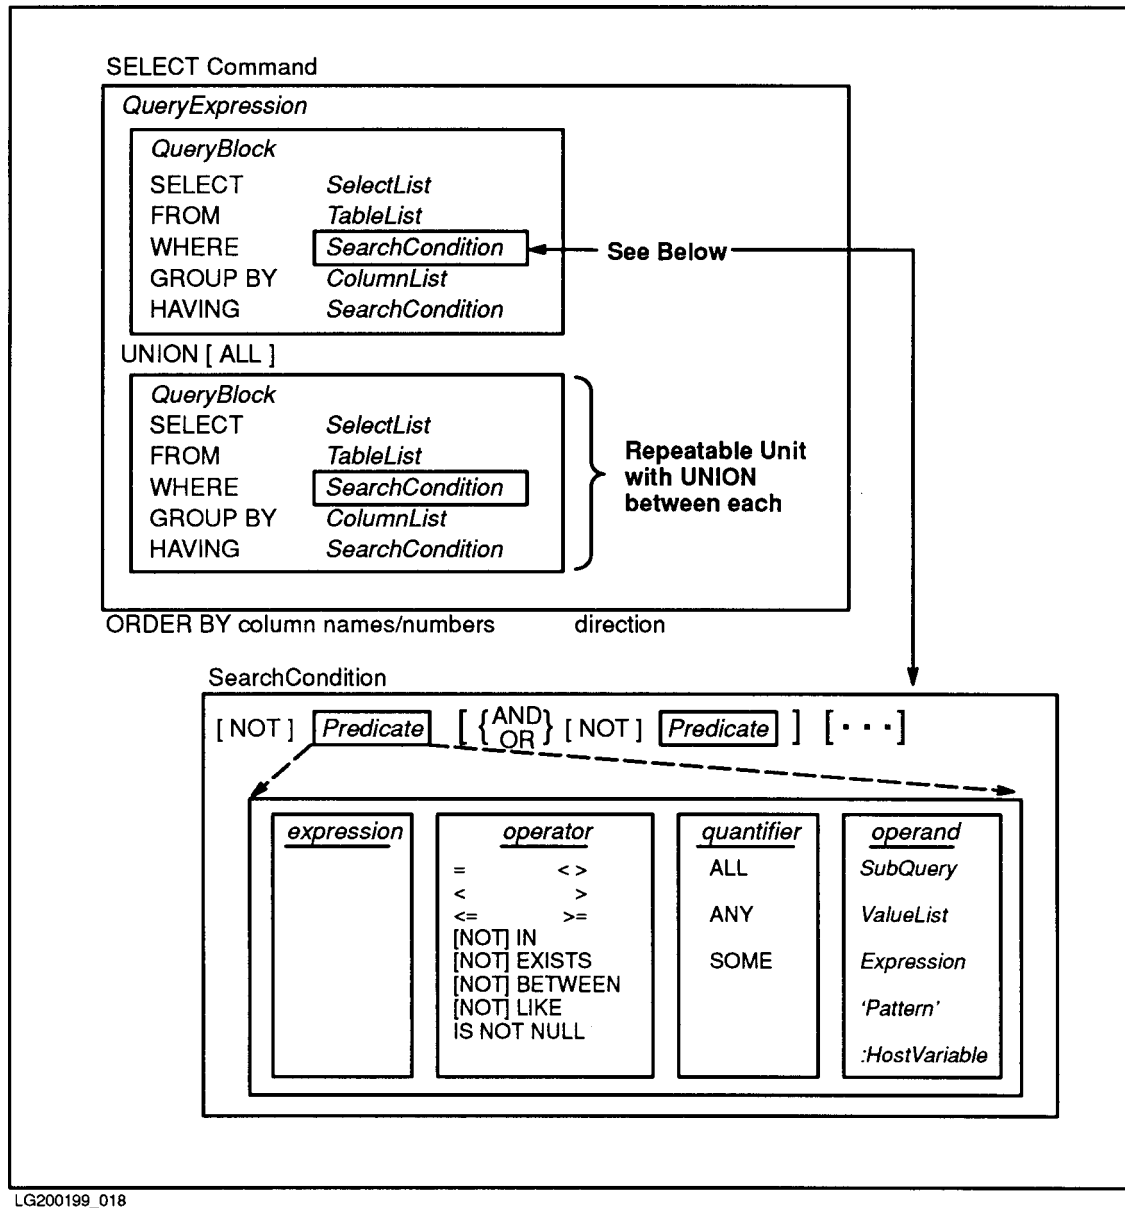 SELECT Command
QueryExpression
QueryBlock
SELECT SelectList
FROM TableList
WHERE SearchCondition See Below
GROUP BY ColumnList
HAVING SearchCondition
UNION [ ALL ]
QueryBlock
SELECT SelectList
FROM TableList
WHERE SearchCondition
GROUP BY ColumnList
HAVING SearchCondition
Repeatable Unit
with UNION
between each
ORDER BY column names/numbers direction
SearchCondition
[ NOT ] Predicate [ { AND
OR } [ NOT ] Predicate ] [ · · · ]
expression
operator
= < >
< >
<= >=
[NOT] IN
[NOT] EXISTS
[NOT] BETWEEN
[NOT] LIKE
IS NOT NULL
quantifier
ALL
ANY
SOME
operand
SubQuery
ValueList
Expression
‘Pattern’
:HostVariable
LG200199_018